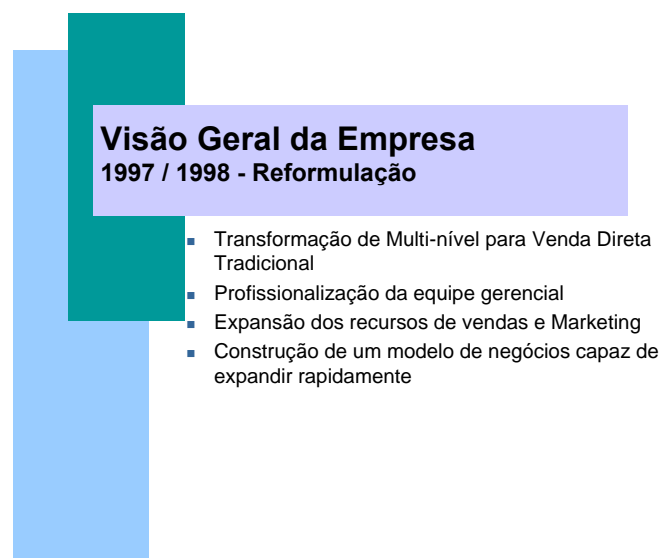 Visão Geral da Empresa
1997 / 1998 - Reformulação
Transformação de Multi-nível para Venda Direta
Tradicional
Profissionalização da equipe gerencial
Expansão dos recursos de vendas e Marketing
Construção de um modelo de negócios capaz de
expandir rapidamente